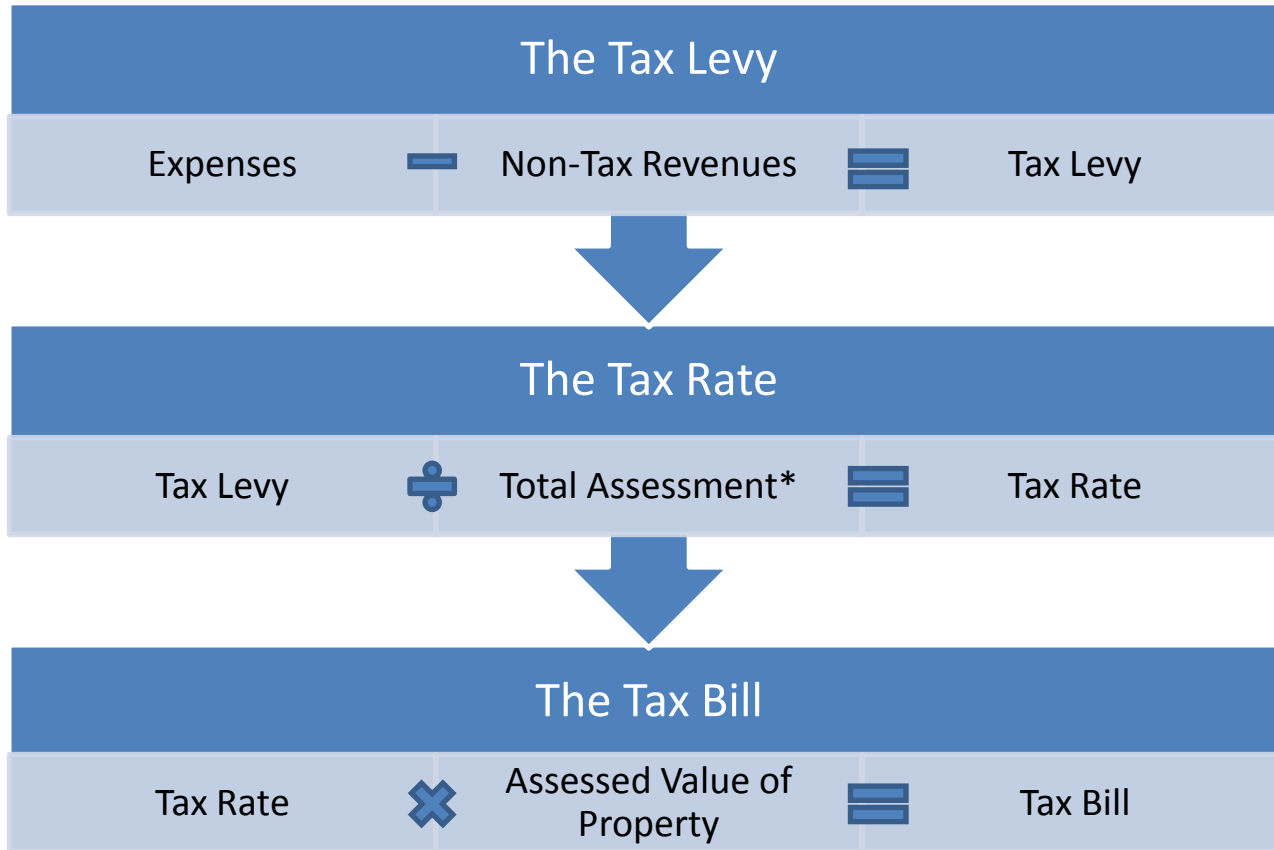 The Tax Levy
Expenses - Non-Tax Revenues = Tax Levy
The Tax Rate
Tax Levy ÷ Total Assessment* = Tax Rate
The Tax Bill
Tax Rate × Assessed Value of
Property = Tax Bill